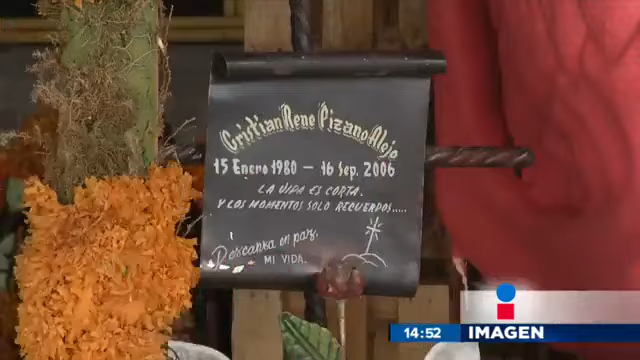 Cristian Rene Pizano Alejo
15 Enero 1980 — 16 Sep. 2006
LA VIDA ES CORTA.
Y LOS MOMENTOS SOLO RECUERDOS.....
Descansa en paz.
MI VIDA.
14:52 IMAGEN